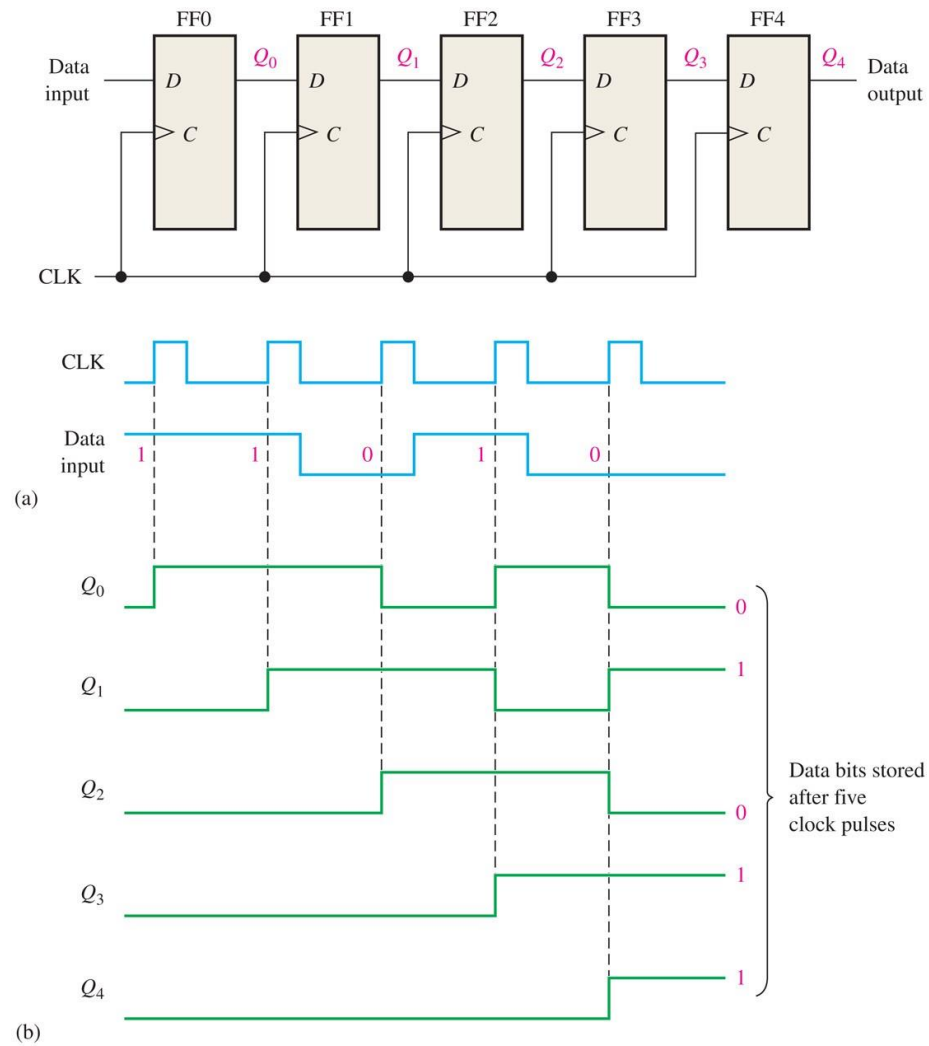 FF0 FF1 FF2 FF3 FF4
Data
input
D Q0 D Q1 D Q2 D Q3 D Q4
Data
output
C C C C C
CLK
CLK
Data
input
1 1 0 1 0
(a)
Q0 0
Q1 1
Q2 0
Q3 1
Q4 1
Data bits stored
after five
clock pulses
(b)